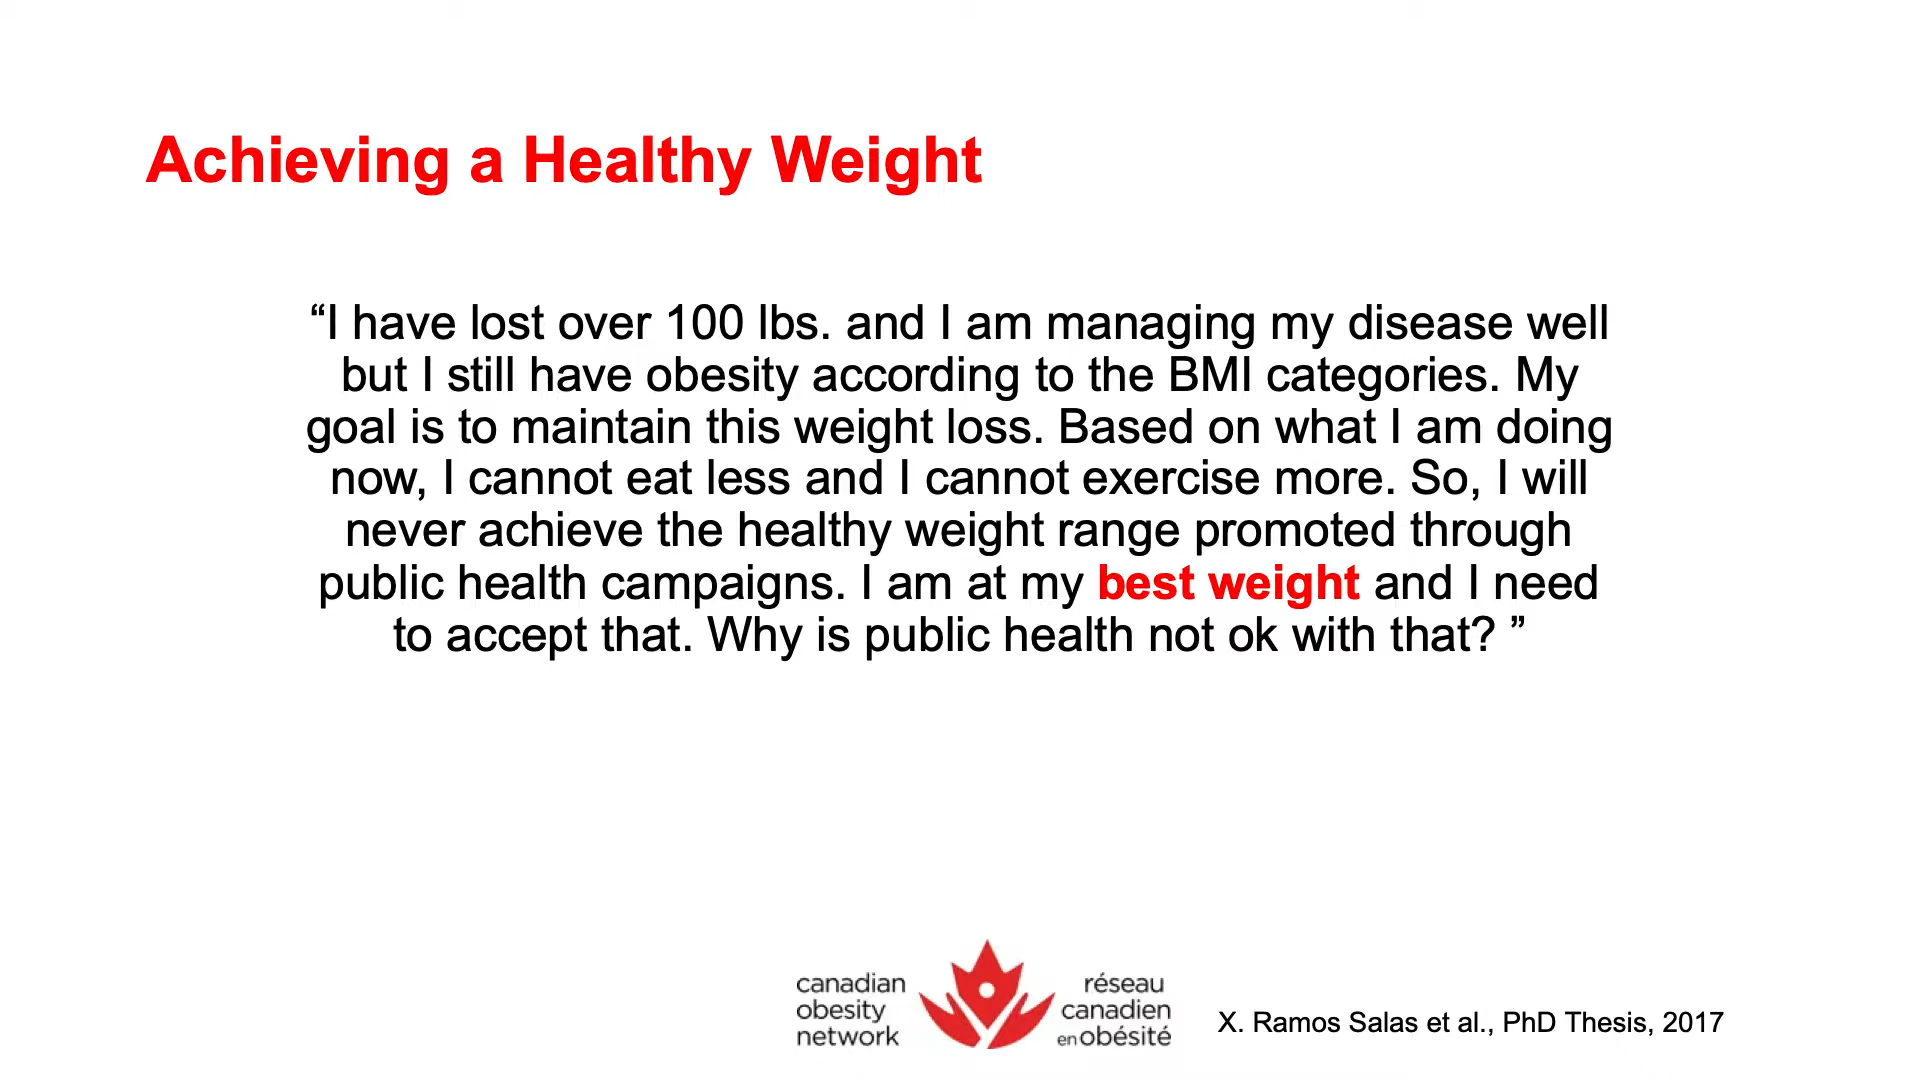 Achieving a Healthy Weight
“I have lost over 100 lbs. and I am managing my disease well
but I still have obesity according to the BMI categories. My
goal is to maintain this weight loss. Based on what I am doing
now, I cannot eat less and I cannot exercise more. So, I will
never achieve the healthy weight range promoted through
public health campaigns. I am at my best weight and I need
to accept that. Why is public health not ok with that? ”
canadian
obesity
network
réseau
canadien
en obésité
X. Ramos Salas et al., PhD Thesis, 2017